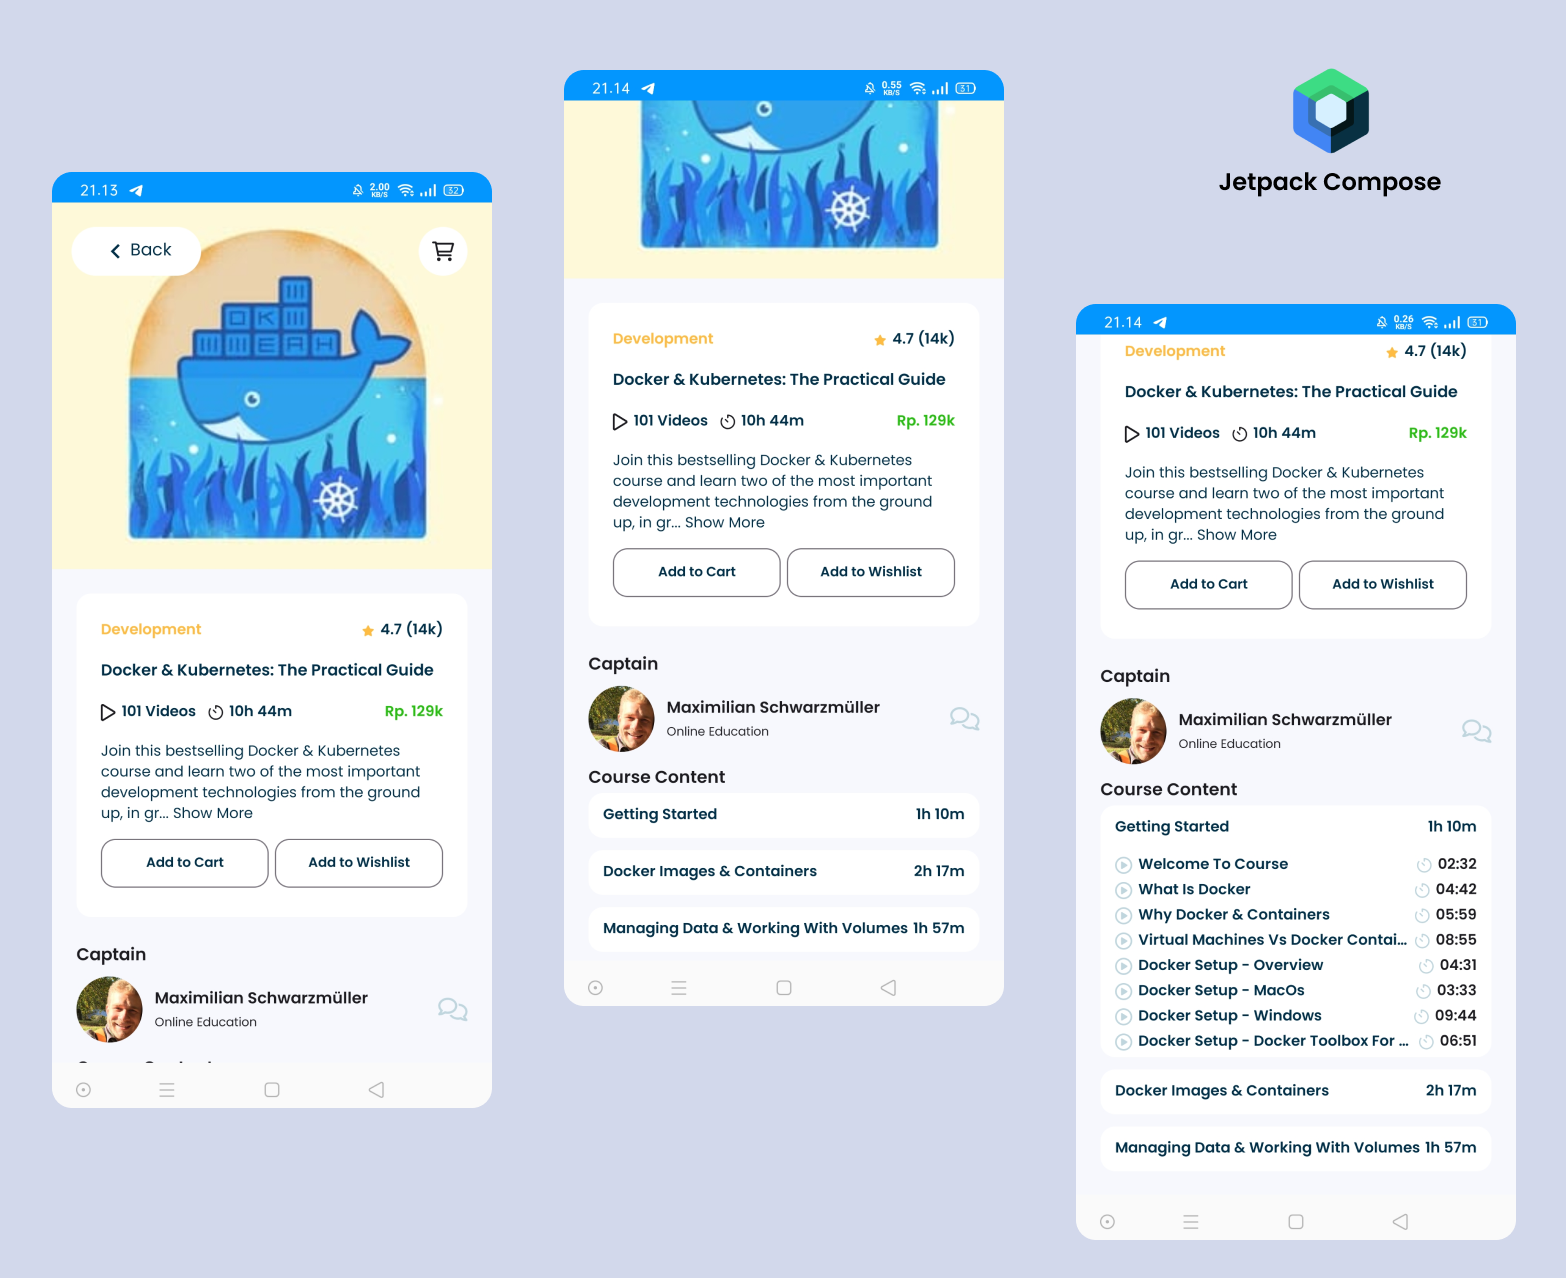 21.13
2.00
KB/S
32
Back
OKM
WWEAH
Development
4.7 (14k)
Docker & Kubernetes: The Practical Guide
101 Videos
10h 44m
Rp. 129k
Join this bestselling Docker & Kubernetes
course and learn two of the most important
development technologies from the ground
up, in gr... Show More
Add to Cart
Add to Wishlist
Captain
Maximilian Schwarzmüller
Online Education
21.14
0.55
KB/S
31
Development
4.7 (14k)
Docker & Kubernetes: The Practical Guide
101 Videos
10h 44m
Rp. 129k
Join this bestselling Docker & Kubernetes
course and learn two of the most important
development technologies from the ground
up, in gr... Show More
Add to Cart
Add to Wishlist
Captain
Maximilian Schwarzmüller
Online Education
Course Content
Getting Started 1h 10m
Docker Images & Containers 2h 17m
Managing Data & Working With Volumes 1h 57m
Jetpack Compose
21.14
0.26
KB/S
31
Development
4.7 (14k)
Docker & Kubernetes: The Practical Guide
101 Videos
10h 44m
Rp. 129k
Join this bestselling Docker & Kubernetes
course and learn two of the most important
development technologies from the ground
up, in gr... Show More
Add to Cart
Add to Wishlist
Captain
Maximilian Schwarzmüller
Online Education
Course Content
Getting Started 1h 10m
Welcome To Course 02:32
What Is Docker 04:42
Why Docker & Containers 05:59
Virtual Machines Vs Docker Contai... 08:55
Docker Setup - Overview 04:31
Docker Setup - MacOs 03:33
Docker Setup - Windows 09:44
Docker Setup - Docker Toolbox For ... 06:51
Docker Images & Containers 2h 17m
Managing Data & Working With Volumes 1h 57m